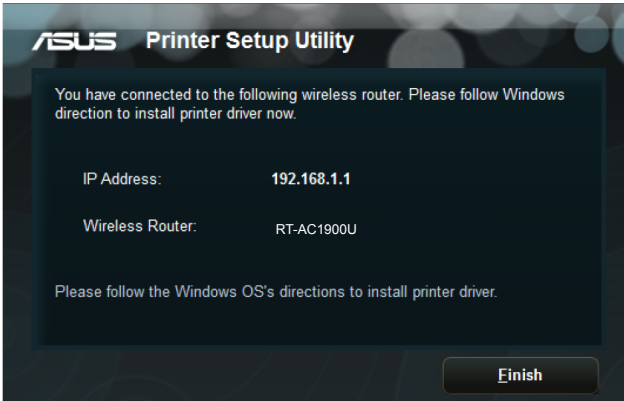 ASUS Printer Setup Utility
You have connected to the following wireless router. Please follow Windows
direction to install printer driver now.
IP Address: 192.168.1.1
Wireless Router: RT-AC1900U
Please follow the Windows OS's directions to install printer driver.
Finish